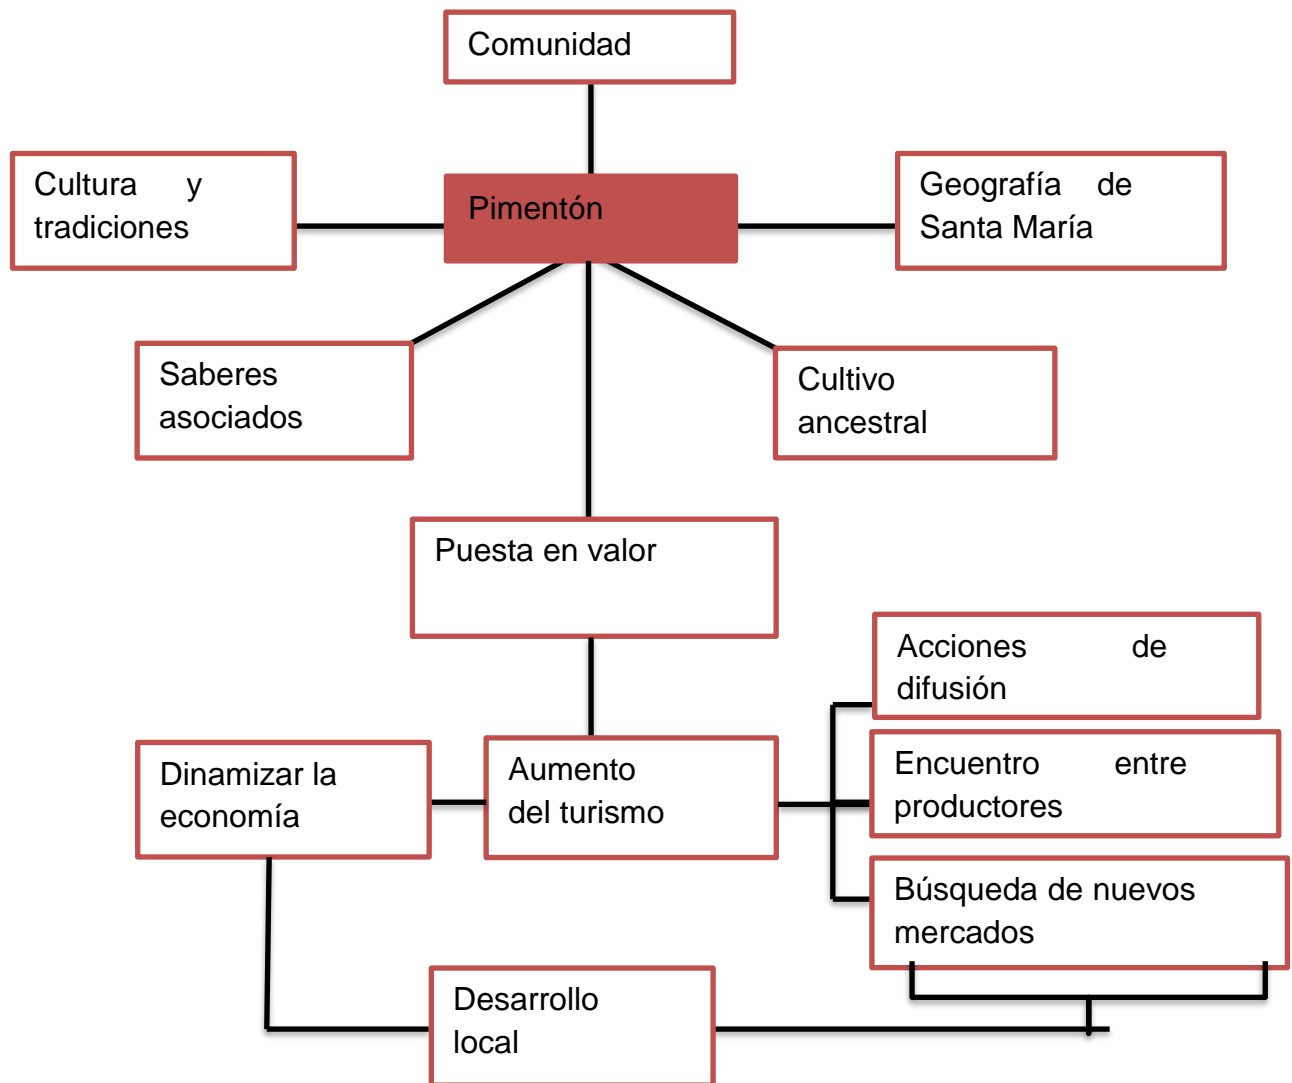 Comunidad
Cultura y
tradiciones
Pimentón
Geografía de
Santa María
Saberes
asociados
Cultivo
ancestral
Puesta en valor
Acciones de
difusión
Dinamizar la
economía
Aumento
del turismo
Encuentro entre
productores
Búsqueda de nuevos
mercados
Desarrollo
local